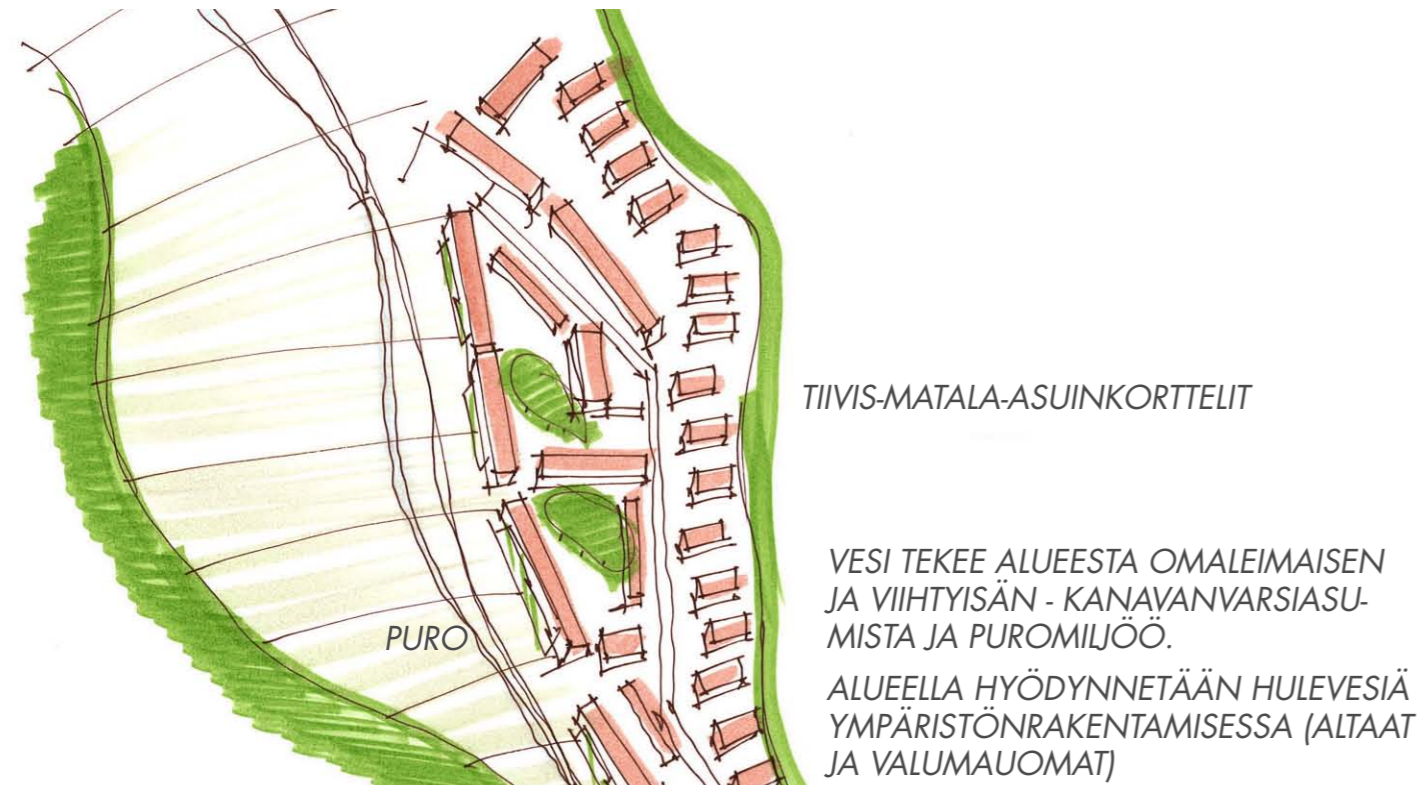 TIIVIS-MATALA-ASUINKORTTELIT
VESI TEKEE ALUEESTA OMALEIMAISEN
JA VIIHTYISÄN - KANAVANVARSIASU-
MISTA JA PUROMILJÖÖ.
PURO
ALUEELLA HYÖDYNNETÄÄN HULEVESIÄ
YMPÄRISTÖNRAKENTAMISESSA (ALTAAT
JA VALUMAUOMAT)